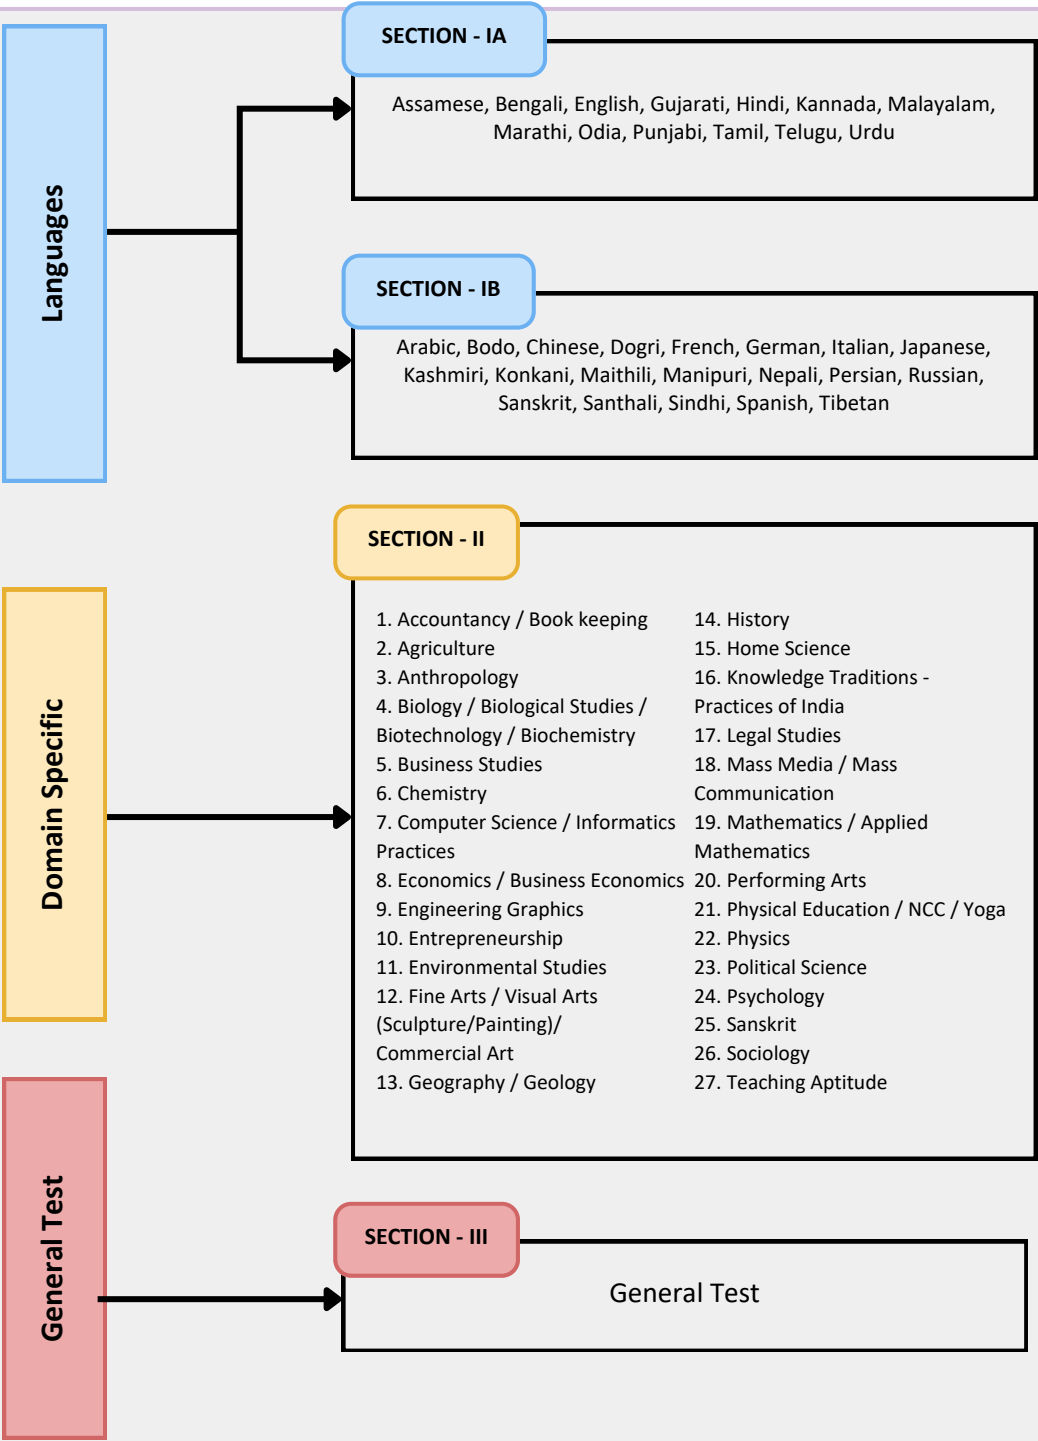 Languages
SECTION - IA
Assamese, Bengali, English, Gujarati, Hindi, Kannada, Malayalam,
Marathi, Odia, Punjabi, Tamil, Telugu, Urdu
SECTION - IB
Arabic, Bodo, Chinese, Dogri, French, German, Italian, Japanese,
Kashmiri, Konkani, Maithili, Manipuri, Nepali, Persian, Russian,
Sanskrit, Santhali, Sindhi, Spanish, Tibetan
Domain Specific
SECTION - II
1. Accountancy / Book keeping
2. Agriculture
3. Anthropology
4. Biology / Biological Studies /
Biotechnology / Biochemistry
5. Business Studies
6. Chemistry
7. Computer Science / Informatics
Practices
8. Economics / Business Economics
9. Engineering Graphics
10. Entrepreneurship
11. Environmental Studies
12. Fine Arts / Visual Arts
(Sculpture/Painting)/
Commercial Art
13. Geography / Geology
14. History
15. Home Science
16. Knowledge Traditions -
Practices of India
17. Legal Studies
18. Mass Media / Mass
Communication
19. Mathematics / Applied
Mathematics
20. Performing Arts
21. Physical Education / NCC / Yoga
22. Physics
23. Political Science
24. Psychology
25. Sanskrit
26. Sociology
27. Teaching Aptitude
General Test
SECTION - III
General Test